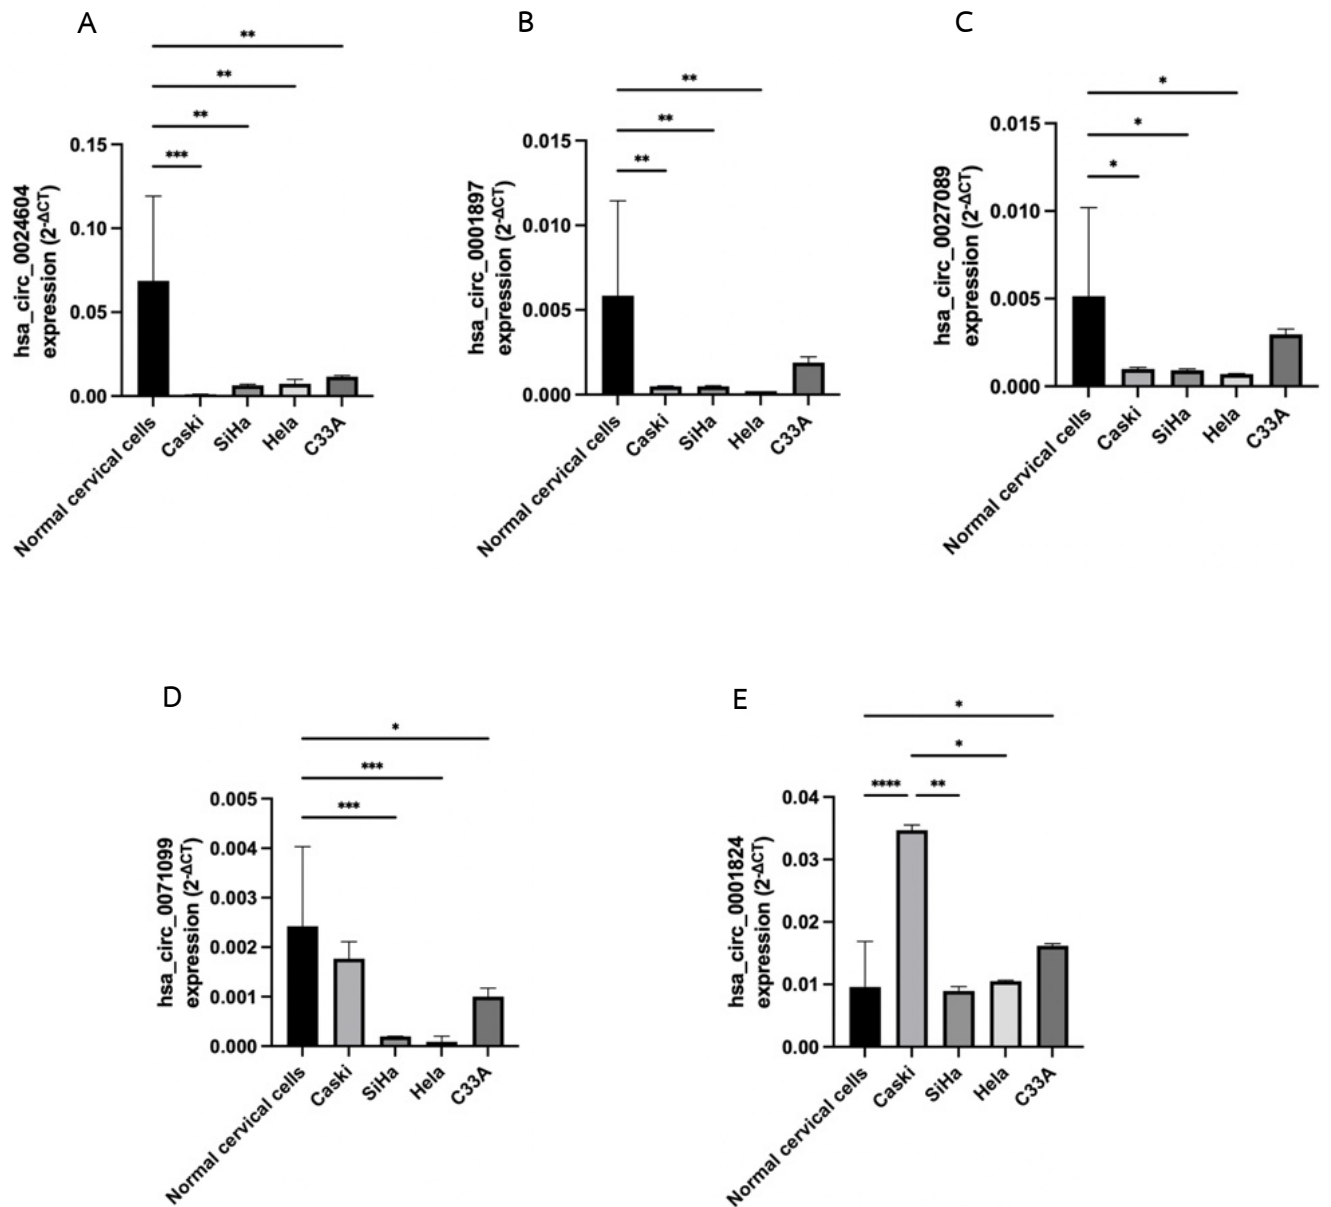 A
**
**
**
***
hsa_circ_0024604
expression (2-ΔCT)
0.15
0.10
0.05
0.00
Normal cervical cells
Caski
SiHa
Hela
C33A
B
**
**
**
hsa_circ_0001897
expression (2-ΔCT)
0.015
0.010
0.005
0.000
Normal cervical cells
Caski
SiHa
Hela
C33A
C
*
*
*
hsa_circ_0027089
expression (2-ΔCT)
0.015
0.010
0.005
0.000
Normal cervical cells
Caski
SiHa
Hela
C33A
D
*
***
***
hsa_circ_0071099
expression (2-ΔCT)
0.005
0.004
0.003
0.002
0.001
0.000
Normal cervical cells
Caski
SiHa
Hela
C33A
E
*
*
**** **
hsa_circ_0001824
expression (2-ΔCT)
0.04
0.03
0.02
0.01
0.00
Normal cervical cells
Caski
SiHa
Hela
C33A